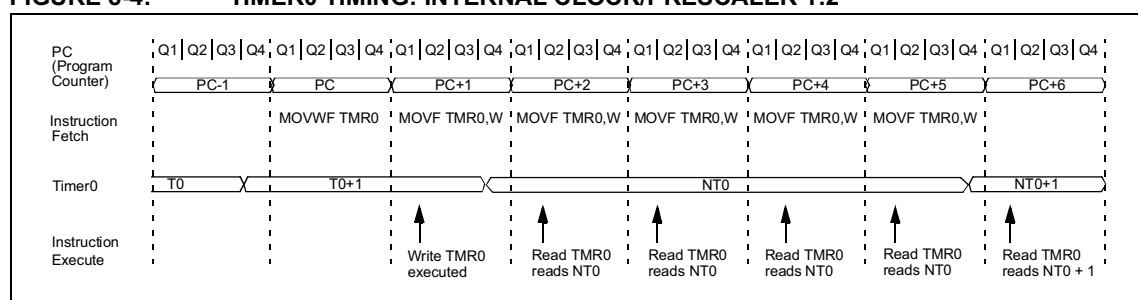 FIGURE 6-4: TIMER0 TIMING: INTERNAL CLOCK/PRESCALER 1:2
PC (Program Counter)
Q1 Q2 Q3 Q4 Q1 Q2 Q3 Q4 Q1 Q2 Q3 Q4 Q1 Q2 Q3 Q4 Q1 Q2 Q3 Q4 Q1 Q2 Q3 Q4 Q1 Q2 Q3 Q4 Q1 Q2 Q3 Q4
PC-1 PC PC+1 PC+2 PC+3 PC+4 PC+5 PC+6
Instruction Fetch
MOVWF TMR0 MOVF TMR0,W MOVF TMR0,W MOVF TMR0,W MOVF TMR0,W MOVF TMR0,W
Timer0
T0 T0+1 NT0 NT0+1
Instruction Execute
Write TMR0 executed
Read TMR0 reads NT0
Read TMR0 reads NT0
Read TMR0 reads NT0
Read TMR0 reads NT0
Read TMR0 reads NT0 + 1